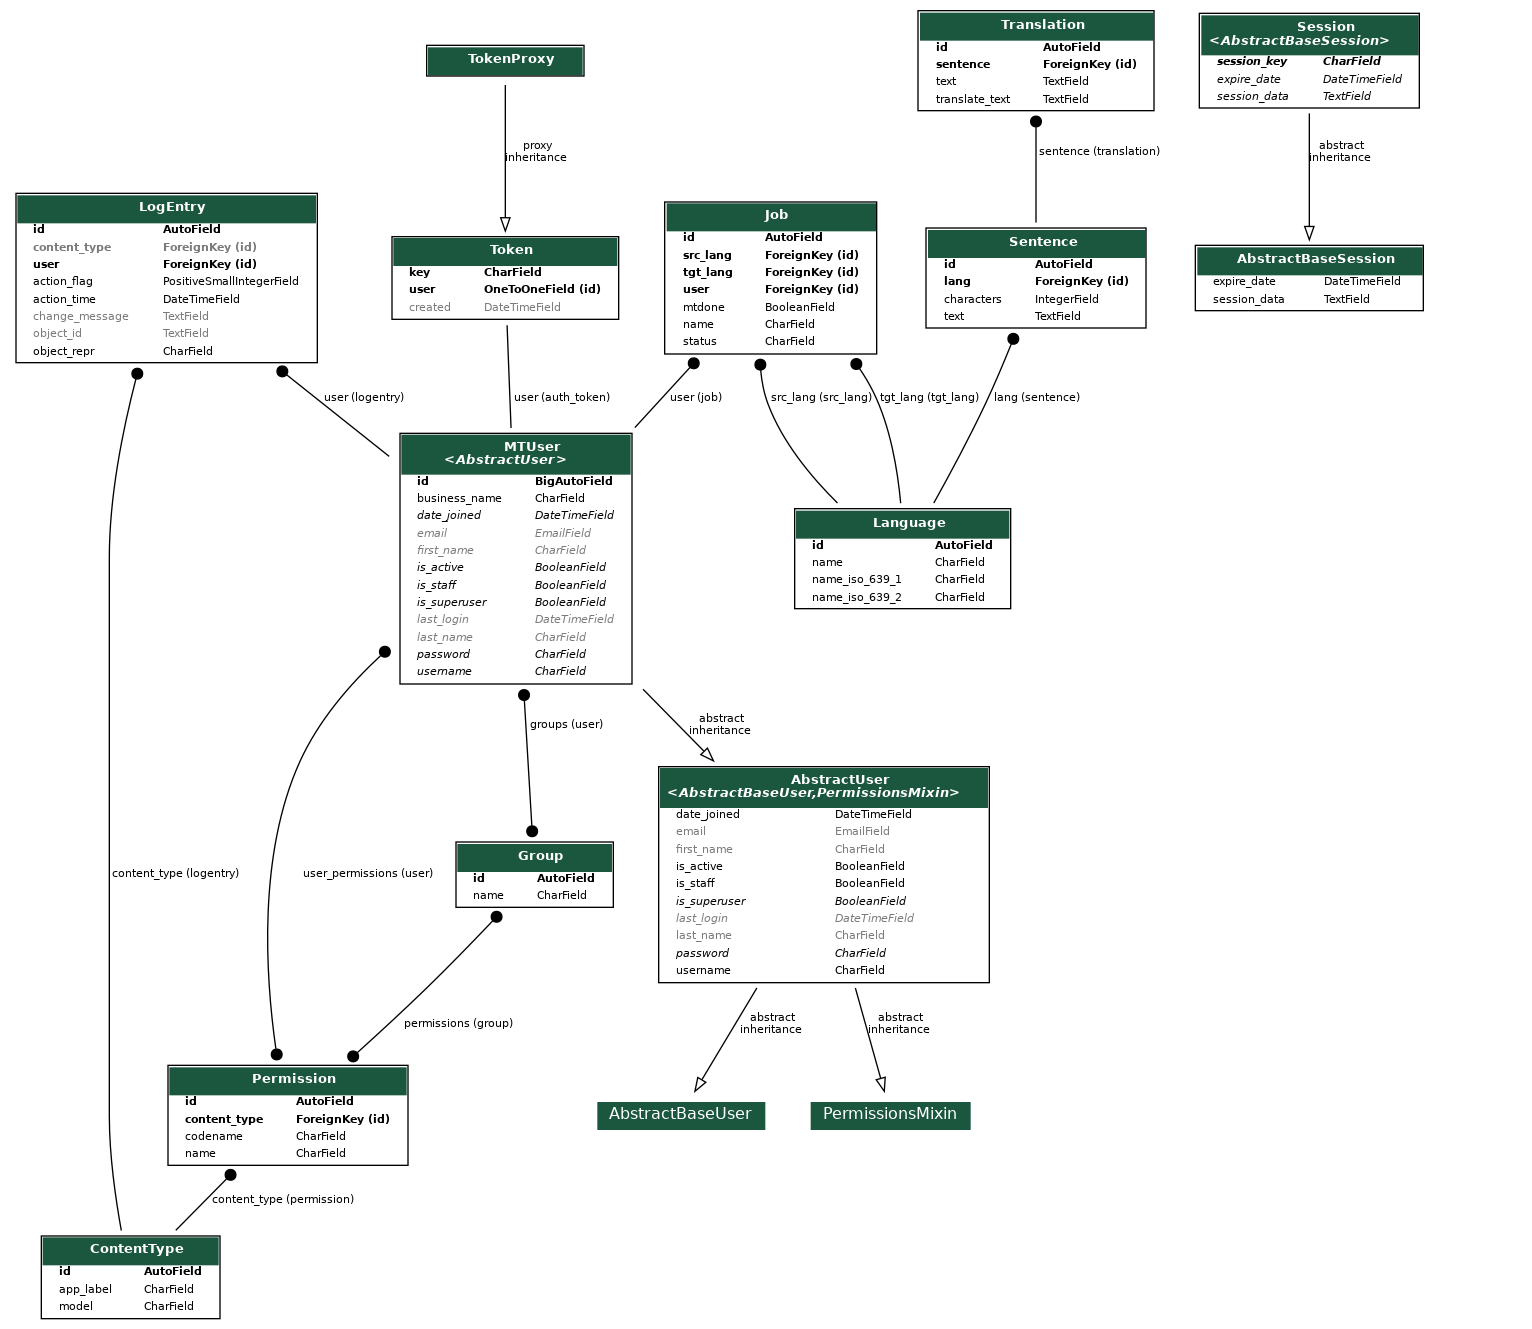 TokenProxy
proxy
inheritance
Translation
id AutoField
sentence ForeignKey (id)
text TextField
translate_text TextField
sentence (translation)
Session
<AbstractBaseSession>
session_key CharField
expire_date DateTimeField
session_data TextField
abstract
inheritance
LogEntry
id AutoField
content_type ForeignKey (id)
user ForeignKey (id)
action_flag PositiveSmallIntegerField
action_time DateTimeField
change_message TextField
object_id TextField
object_repr CharField
Token
key CharField
user OneToOneField (id)
created DateTimeField
Job
id AutoField
src_lang ForeignKey (id)
tgt_lang ForeignKey (id)
user ForeignKey (id)
mtdone BooleanField
name CharField
status CharField
Sentence
id AutoField
lang ForeignKey (id)
characters IntegerField
text TextField
AbstractBaseSession
expire_date DateTimeField
session_data TextField
user (logentry)
user (auth_token)
user (job)
src_lang (src_lang)
tgt_lang (tgt_lang)
lang (sentence)
MTUser
<AbstractUser>
id BigAutoField
business_name CharField
date_joined DateTimeField
email EmailField
first_name CharField
is_active BooleanField
is_staff BooleanField
is_superuser BooleanField
last_login DateTimeField
last_name CharField
password CharField
username CharField
Language
id AutoField
name CharField
name_iso_639_1 CharField
name_iso_639_2 CharField
groups (user)
abstract
inheritance
AbstractUser
<AbstractBaseUser,PermissionsMixin>
date_joined DateTimeField
email EmailField
first_name CharField
is_active BooleanField
is_staff BooleanField
is_superuser BooleanField
last_login DateTimeField
last_name CharField
password CharField
username CharField
content_type (logentry)
user_permissions (user)
Group
id AutoField
name CharField
permissions (group)
abstract
inheritance
abstract
inheritance
Permission
id AutoField
content_type ForeignKey (id)
codename CharField
name CharField
AbstractBaseUser
PermissionsMixin
content_type (permission)
ContentType
id AutoField
app_label CharField
model CharField